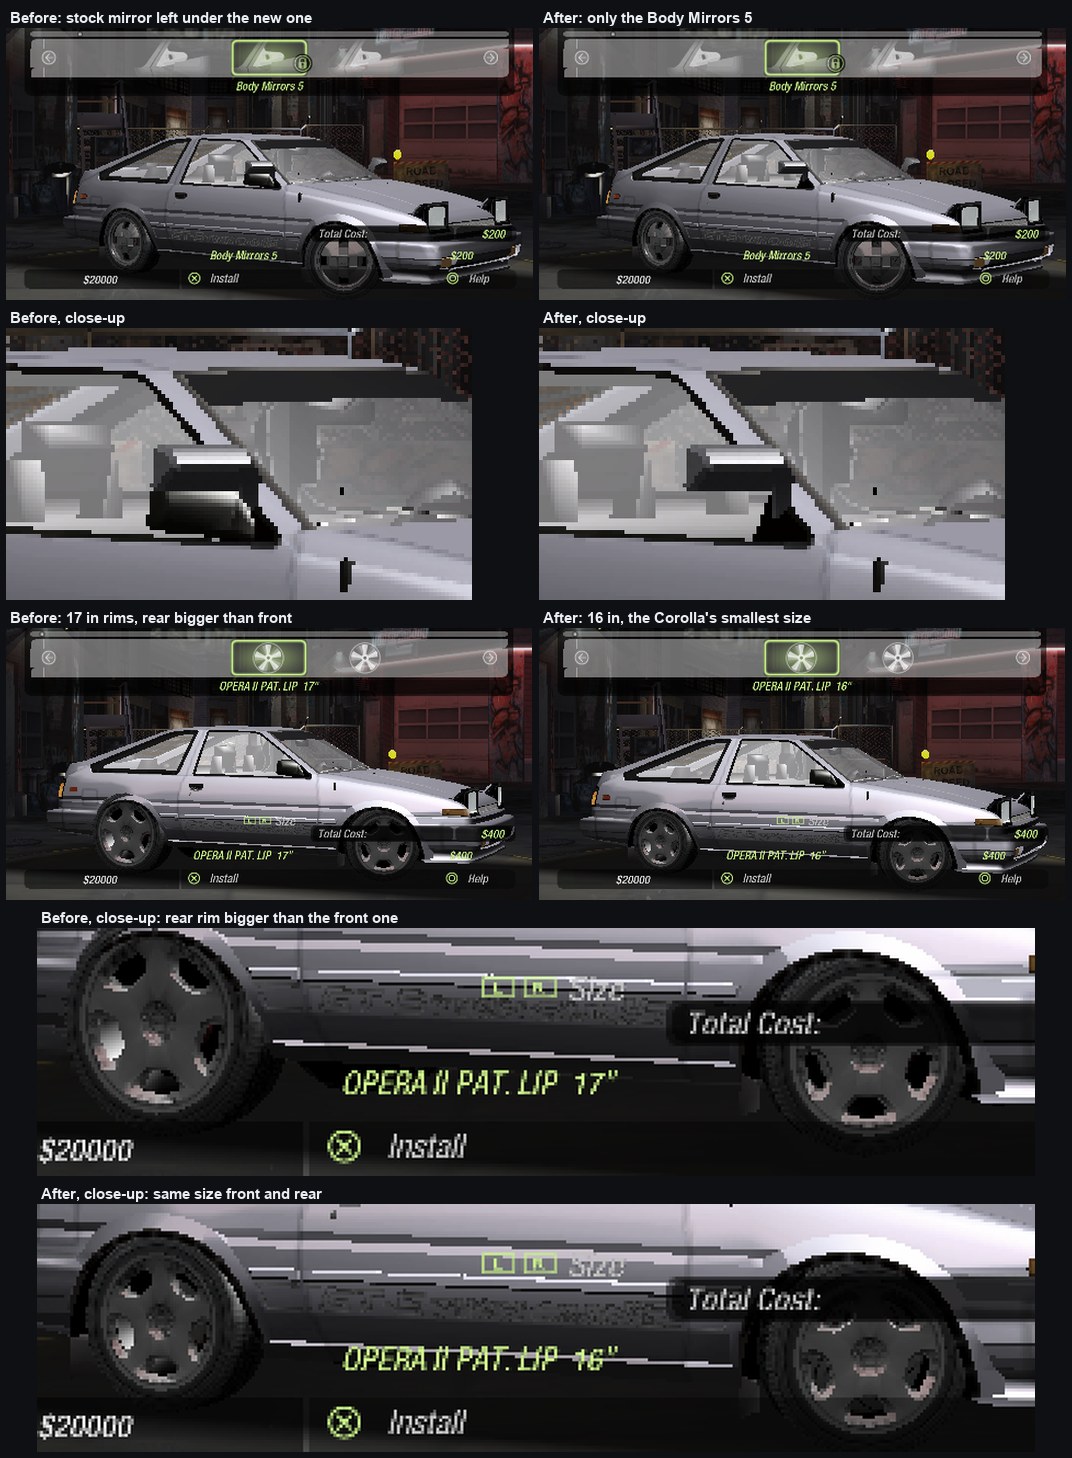 Before: stock mirror left under the new one
After: only the Body Mirrors 5
Body Mirrors 5
ROAD
Total Cost:
$200
Body Mirrors 5
$200
$20000
Install
Help
Body Mirrors 5
ROAD
Total Cost:
$200
Body Mirrors 5
$200
$20000
Install
Help
Before, close-up
After, close-up
Before: 17 in rims, rear bigger than front
After: 16 in, the Corolla's smallest size
OPERA II PAT. LIP 17"
L R Size
Total Cost:
$400
OPERA II PAT. LIP 17"
$400
$20000
Install
Help
OPERA II PAT. LIP 16"
L R Size
Total Cost:
$400
OPERA II PAT. LIP 16"
$400
$20000
Install
Help
Before, close-up: rear rim bigger than the front one
L R Size
Total Cost:
OPERA II PAT. LIP 17"
$20000
Install
After, close-up: same size front and rear
L R Size
Total Cost:
OPERA II PAT. LIP 16"
$20000
Install